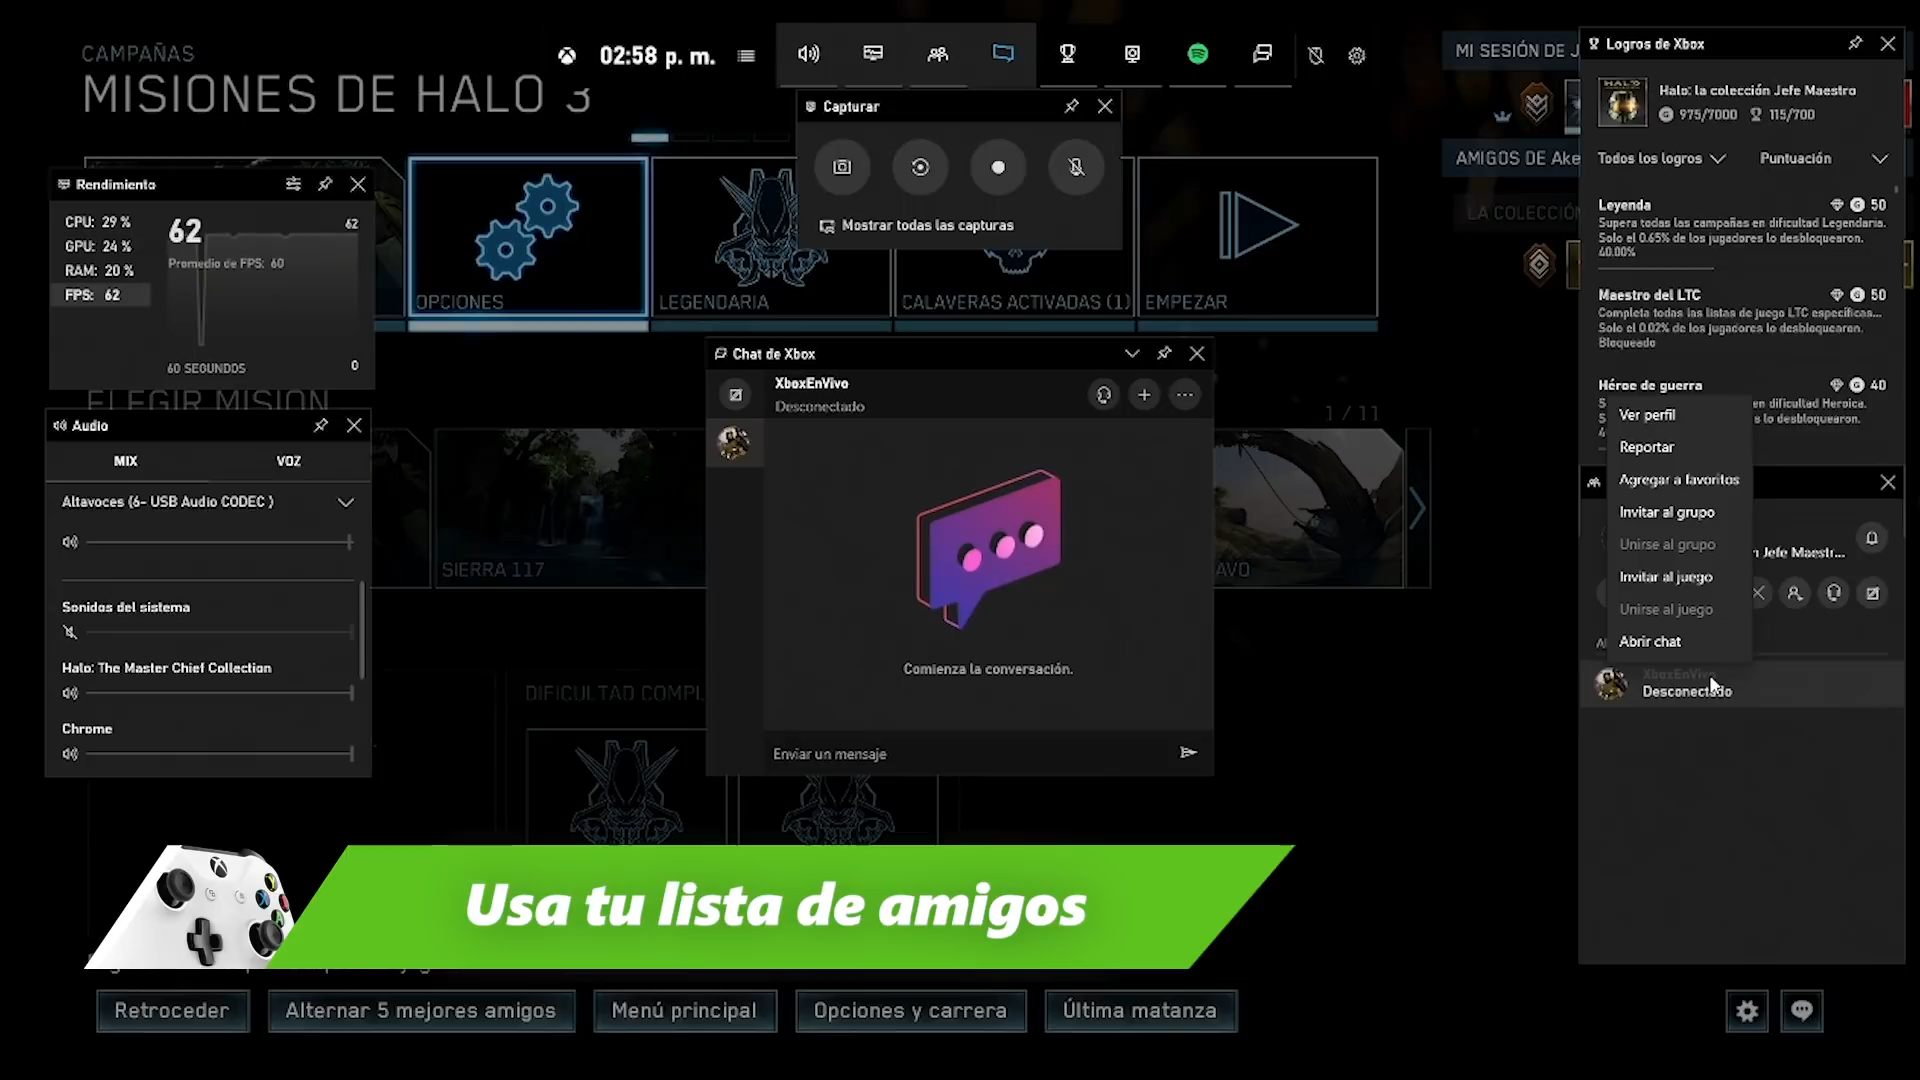 CAMPAÑAS
MISIONES DE HALO 3
02:58 p. m.
MI SESIÓN DE J
AMIGOS DE Ake
LA COLECCIÓN
Capturar
Mostrar todas las capturas
Rendimiento
CPU: 29 %
GPU: 24 %
RAM: 20 %
FPS: 62
62
62
Promedio de FPS: 60
60 SEGUNDOS
0
OPCIONES
LEGENDARIA
CALAVERAS ACTIVADAS (1)
EMPEZAR
ELEGIR MISIÓN
1 / 11
SIERRA 117
AVO
DIFICULTAD COMPL
Audio
MIX
VOZ
Altavoces (6- USB Audio CODEC )
Sonidos del sistema
Halo: The Master Chief Collection
Chrome
Chat de Xbox
XboxEnVivo
Desconectado
Comienza la conversación.
Enviar un mensaje
Logros de Xbox
Halo: la colección Jefe Maestro
975/7000 115/700
Todos los logros
Puntuación
Leyenda
50
Supera todas las campañas en dificultad Legendaria.
Solo el 0.65% de los jugadores lo desbloquearon.
40.00%
Maestro del LTC
50
Completa todas las listas de juego LTC específicas...
Solo el 0.02% de los jugadores lo desbloquearon.
Bloqueado
Héroe de guerra
40
en dificultad Heroica.
s lo desbloquearon.
Ver perfil
Reportar
Agregar a favoritos
Invitar al grupo
Unirse al grupo
Invitar al juego
Unirse al juego
Abrir chat
n Jefe Maestr...
XboxEnVivo
Desconectado
Usa tu lista de amigos
Retroceder
Alternar 5 mejores amigos
Menú principal
Opciones y carrera
Última matanza